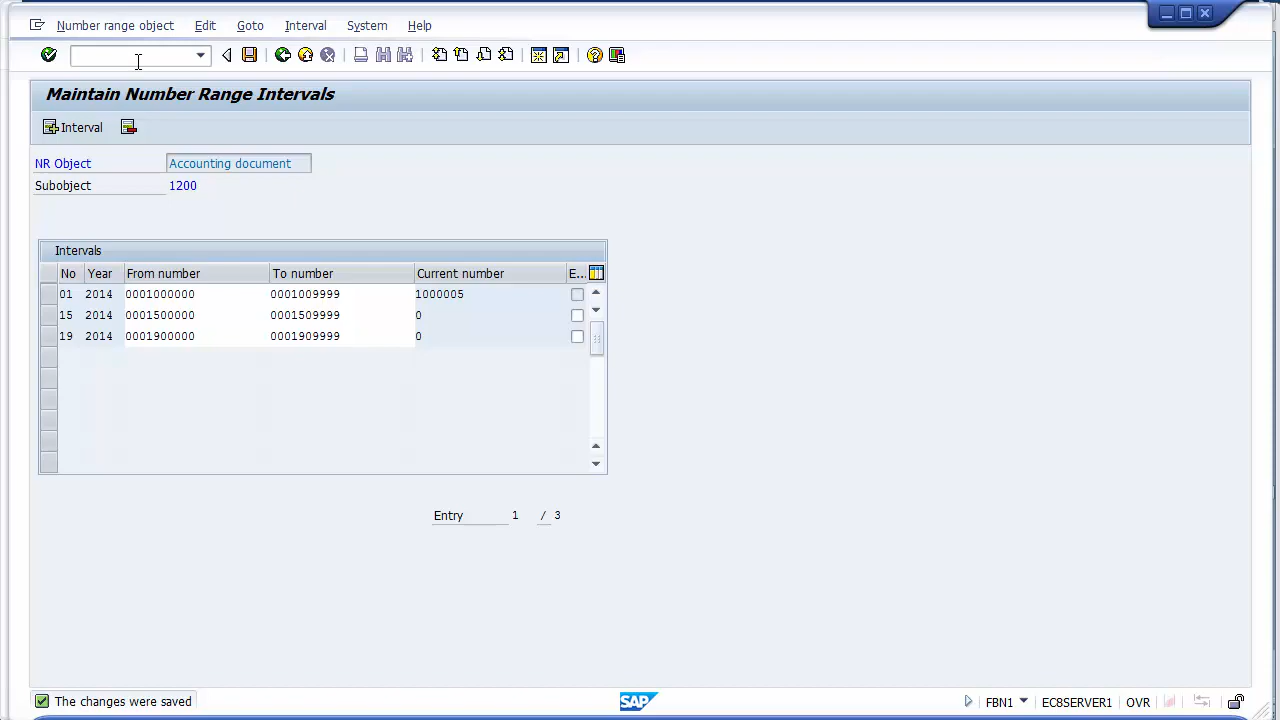 Number range object Edit Goto Interval System Help
Maintain Number Range Intervals
Interval
NR Object Accounting document
Subobject 1200
Intervals
No Year From number To number Current number E...
01 2014 0001000000 0001009999 1000005
15 2014 0001500000 0001509999 0
19 2014 0001900000 0001909999 0
Entry 1 / 3
The changes were saved SAP FBN1 EC8SERVER1 OVR